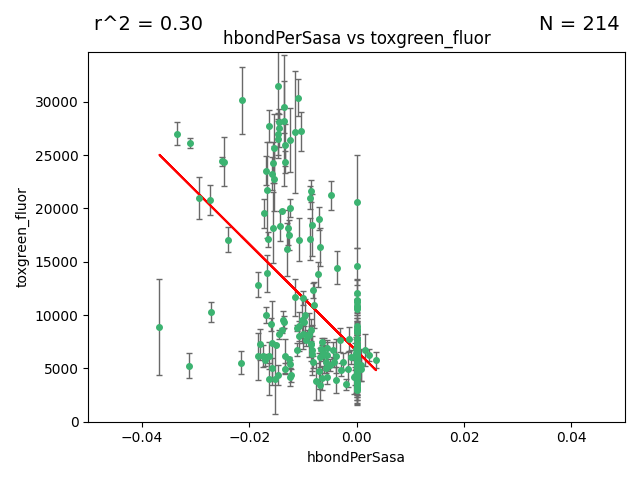 r^2 = 0.30
N = 214
hbondPerSasa vs toxgreen_fluor
toxgreen_fluor
30000
25000
20000
15000
10000
5000
0
−0.04
−0.02
0.00
0.02
0.04
hbondPerSasa